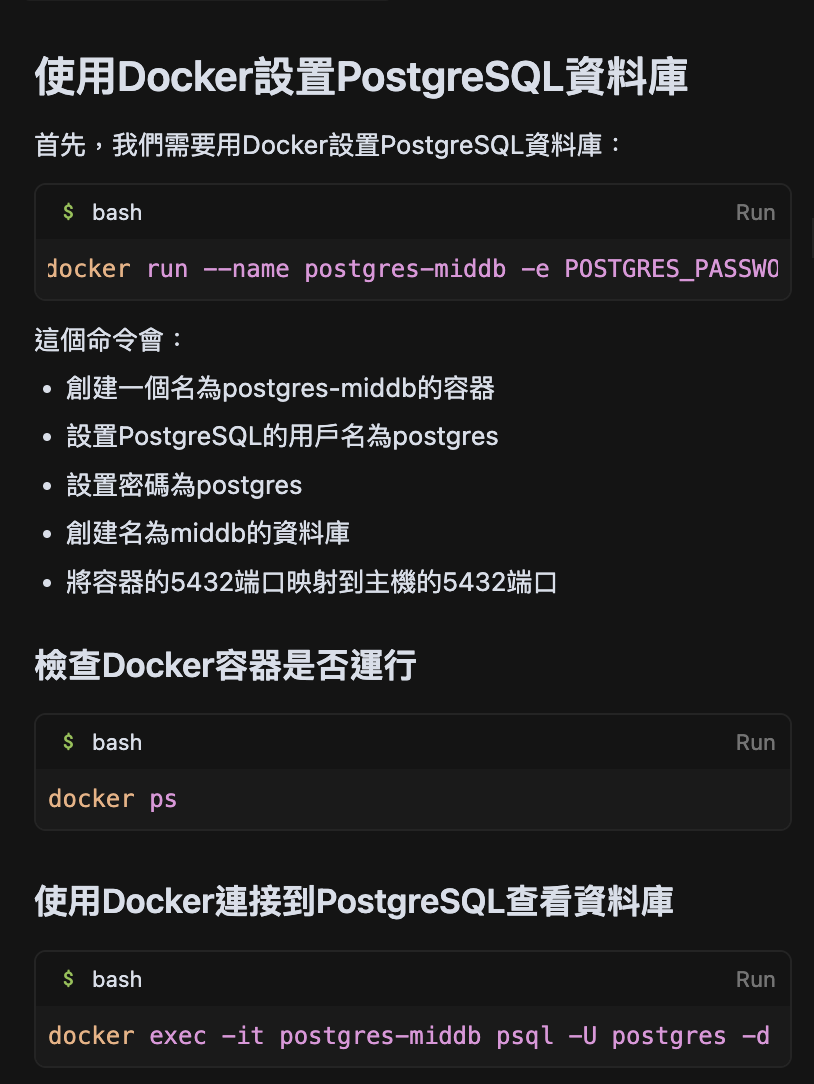 使用Docker設置PostgreSQL資料庫
首先，我們需要用Docker設置PostgreSQL資料庫：
$ bash Run
docker run --name postgres-middb -e POSTGRES_PASSWO
這個命令會：
• 創建一個名為postgres-middb的容器
• 設置PostgreSQL的用戶名為postgres
• 設置密碼為postgres
• 創建名為middb的資料庫
• 將容器的5432端口映射到主機的5432端口
檢查Docker容器是否運行
$ bash Run
docker ps
使用Docker連接到PostgreSQL查看資料庫
$ bash Run
docker exec -it postgres-middb psql -U postgres -d